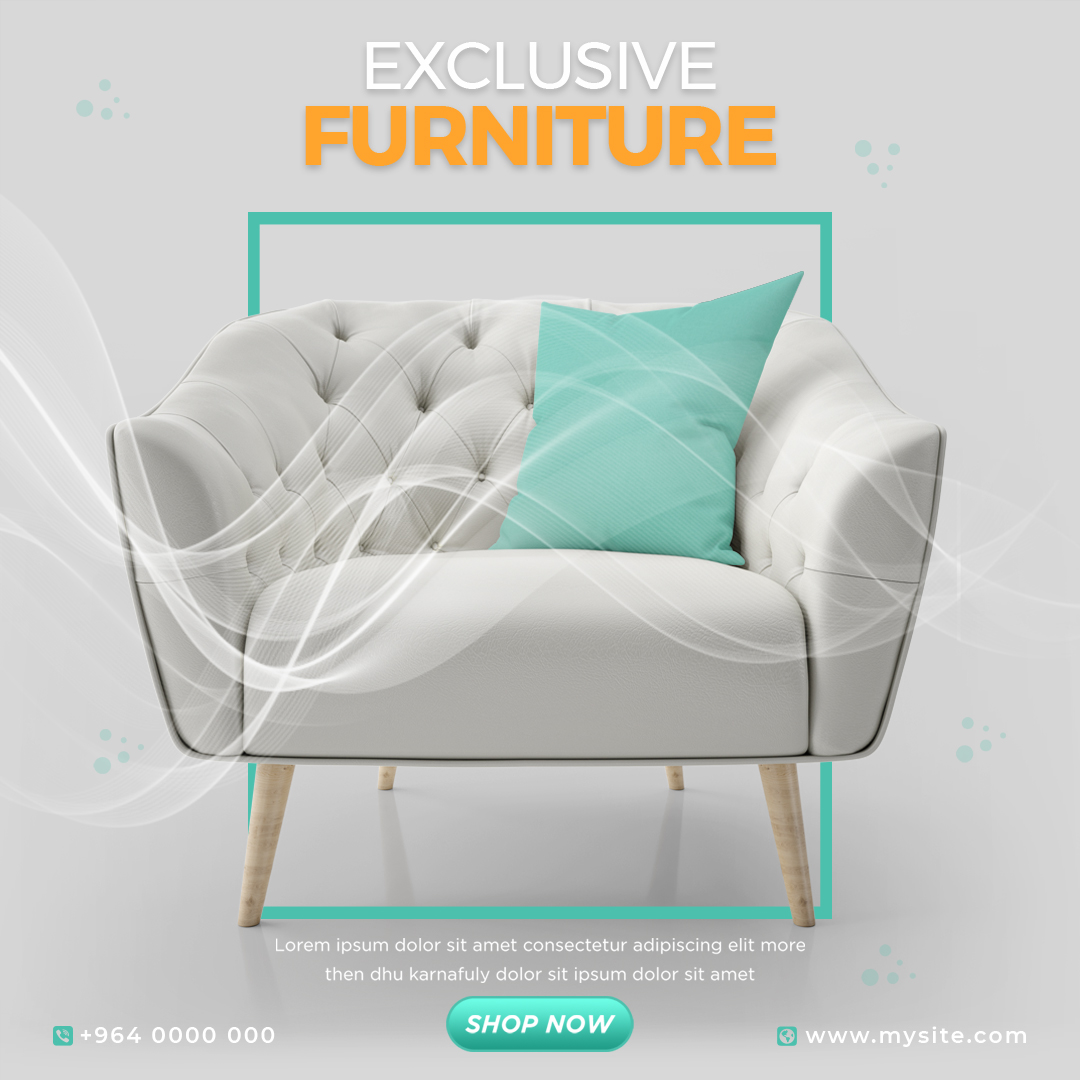 EXCLUSIVE
FURNITURE
Lorem ipsum dolor sit amet consectetur adipiscing elit more
then dhu karnafuly dolor sit ipsum dolor sit amet
SHOP NOW
+964 0000 000
www.mysite.com